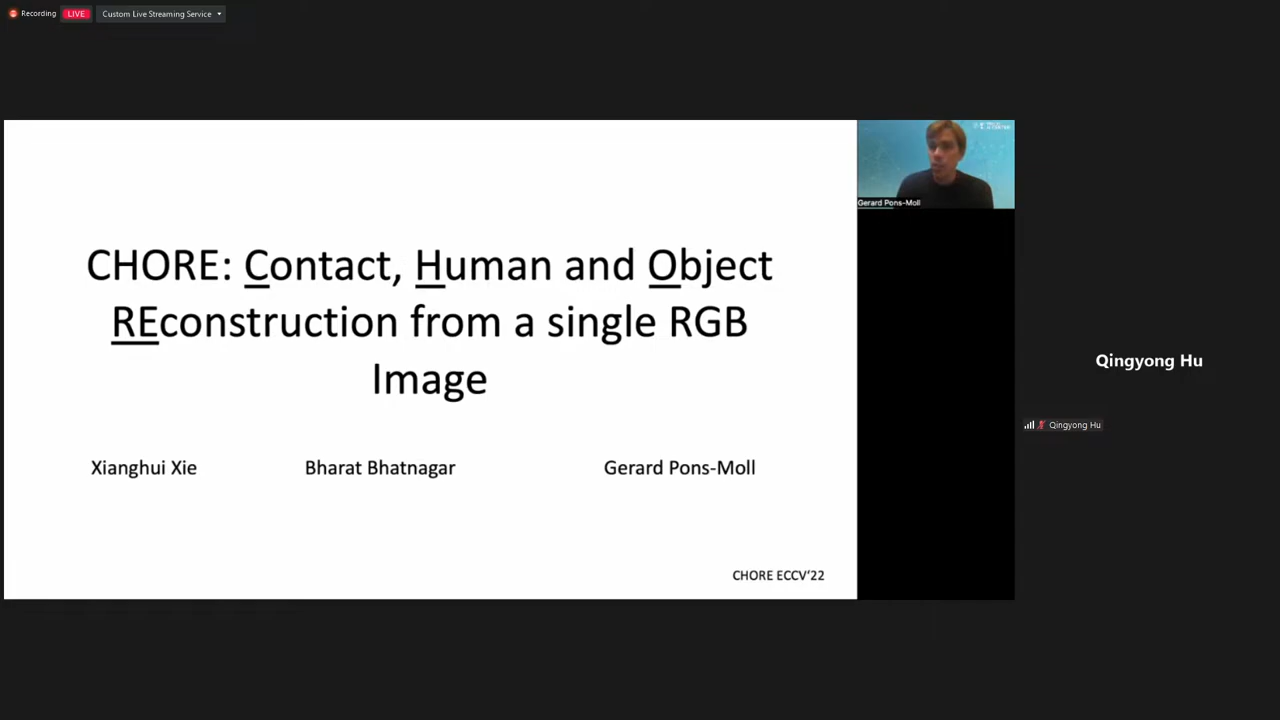 Recording
LIVE
Custom Live Streaming Service
Gerard Pons-Moll
CHORE: Contact, Human and Object
REconstruction from a single RGB
Image
Xianghui Xie
Bharat Bhatnagar
Gerard Pons-Moll
CHORE ECCV'22
Qingyong Hu
Qingyong Hu